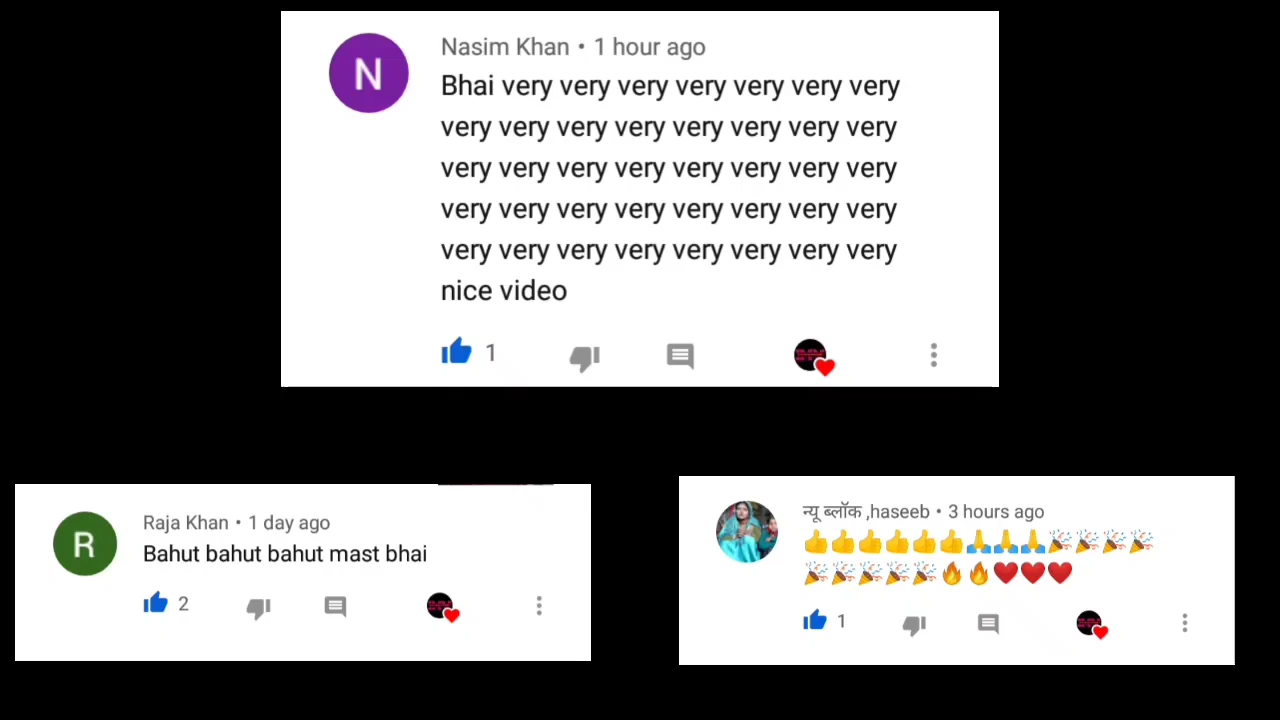 N
Nasim Khan • 1 hour ago
Bhai very very very very very very very
very very very very very very very very
very very very very very very very very
very very very very very very very very
very very very very very very very very
nice video
1
R
Raja Khan • 1 day ago
Bahut bahut bahut mast bhai
2
न्यू ब्लॉक ,haseeb • 3 hours ago
👍👍👍👍👍👍🙏🙏🙏🎉🎉🎉🎉
🎉🎉🎉🎉🎉🔥🔥❤️❤️❤️
1